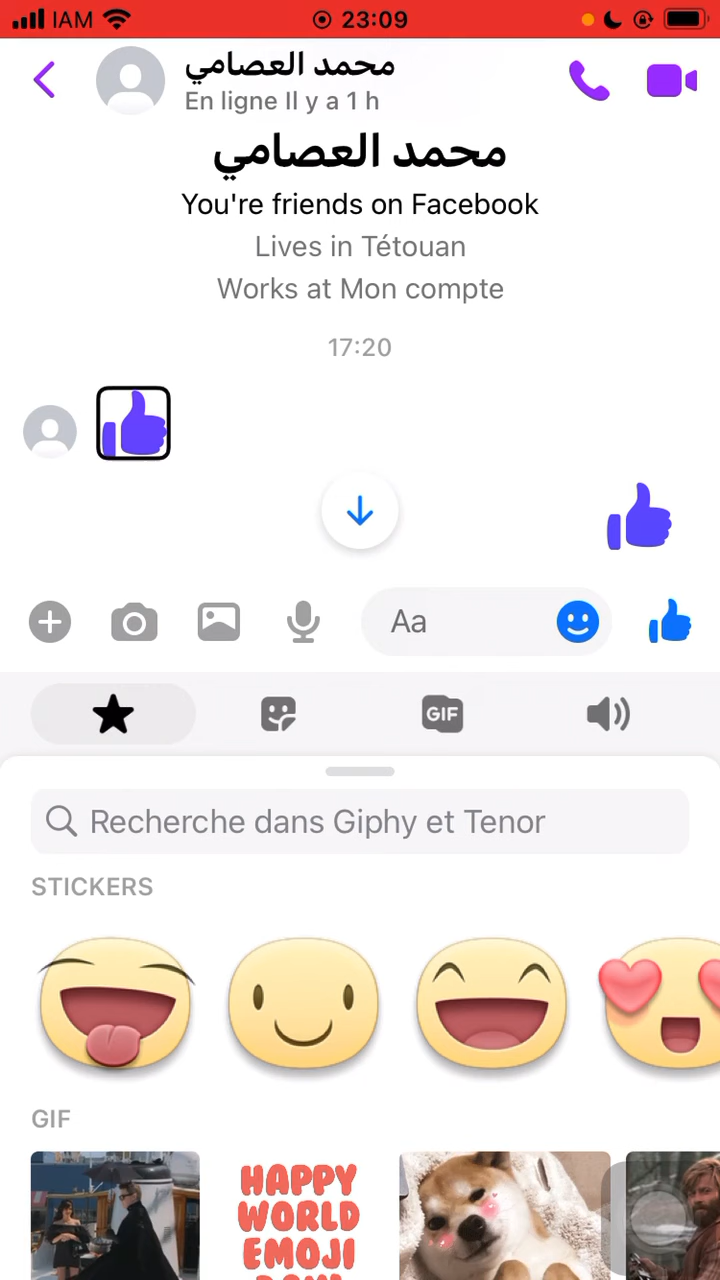 IAM 23:09
محمد العصامي
En ligne Il y a 1 h
محمد العصامي
You're friends on Facebook
Lives in Tétouan
Works at Mon compte
17:20
Aa
GIF
Recherche dans Giphy et Tenor
STICKERS
GIF
HAPPY
WORLD
EMOJI